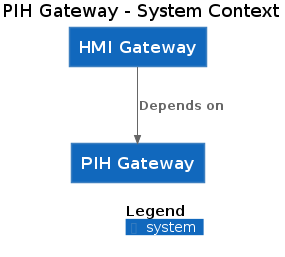 PIH Gateway - System Context
HMI Gateway
Depends on
PIH Gateway
Legend
system